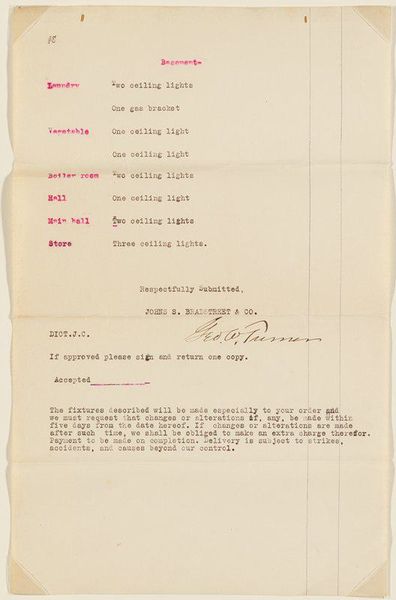 Basement-
Laundry Two ceiling lights
One gas bracket
Vegetable One ceiling light
One ceiling light
Boiler room Two ceiling lights
Hall One ceiling light
Main hall Two ceiling lights
Store Three ceiling lights.
Respectfully Submitted,
JOHNS S. BRADSTREET & CO.
DICT.J.C. Geo W. Turner
If approved please sign and return one copy.
Accepted
The fixtures described will be made especially to your order and
we must request that changes or alterations if, any, be made within
five days from the date hereof. If changes or alterations are made
after such time, we shall be obliged to make an extra charge therefor.
Payment to be made on completion. Delivery is subject to strikes,
accidents, and causes beyond our control.